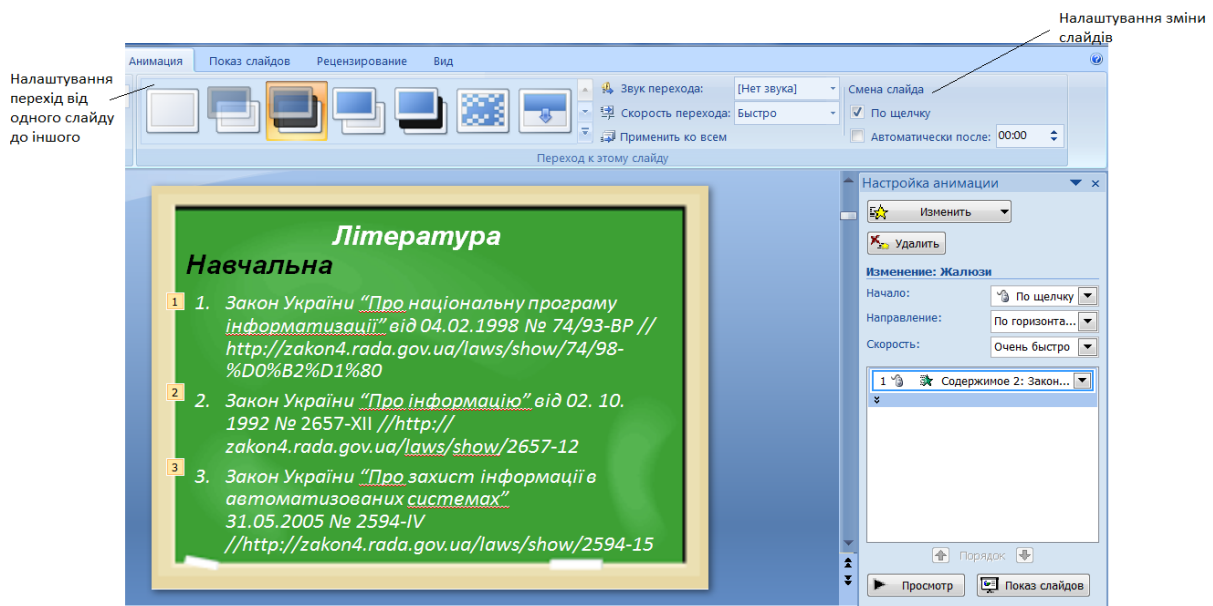 Налаштування зміни
слайдів
Налаштування
перехід від
одного слайду
до іншого
Анимация Показ слайдов Рецензирование Вид
Звук перехода: [Нет звука]
Скорость перехода: Быстро
Применить ко всем
Смена слайда
По щелчку
Автоматически после: 00:00
Переход к этому слайду
Література
Навчальна
1 1. Закон України “Про національну програму
інформатизації” від 04.02.1998 № 74/93-ВР //
http://zakon4.rada.gov.ua/laws/show/74/98-
%D0%B2%D1%80
2 2. Закон України “Про інформацію” від 02. 10.
1992 № 2657-XII //http://
zakon4.rada.gov.ua/laws/show/2657-12
3 3. Закон України “Про захист інформації в
автоматизованих системах”
31.05.2005 № 2594-IV
//http://zakon4.rada.gov.ua/laws/show/2594-15
Настройка анимации
Изменить
Удалить
Изменение: Жалюзи
Начало: По щелчку
Направление: По горизонта...
Скорость: Очень быстро
1 Содержимое 2: Закон...
Порядок
Просмотр Показ слайдов